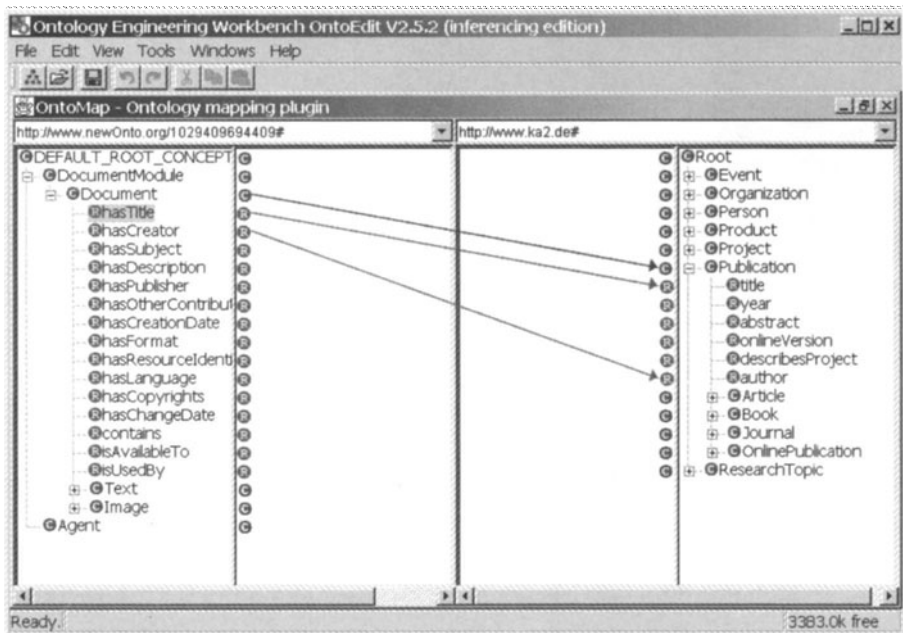 Ontology Engineering Workbench OntoEdit V2.5.2 (inferencing edition)
File Edit View Tools Windows Help
OntoMap - Ontology mapping plugin
http://www.newOnto.org/1029409694409#
http://www.ka2.de#
DEFAULT_ROOT_CONCEPT
DocumentModule
Document
hasTitle
hasCreator
hasSubject
hasDescription
hasPublisher
hasOtherContribut
hasCreationDate
hasFormat
hasResourceIdenti
hasLanguage
hasCopyrights
hasChangeDate
contains
isAvailableTo
isUsedBy
Text
Image
Agent
Root
Event
Organization
Person
Product
Project
Publication
title
year
abstract
onlineVersion
describesProject
author
Article
Book
Journal
OnlinePublication
ResearchTopic
Ready.
3383.0k free